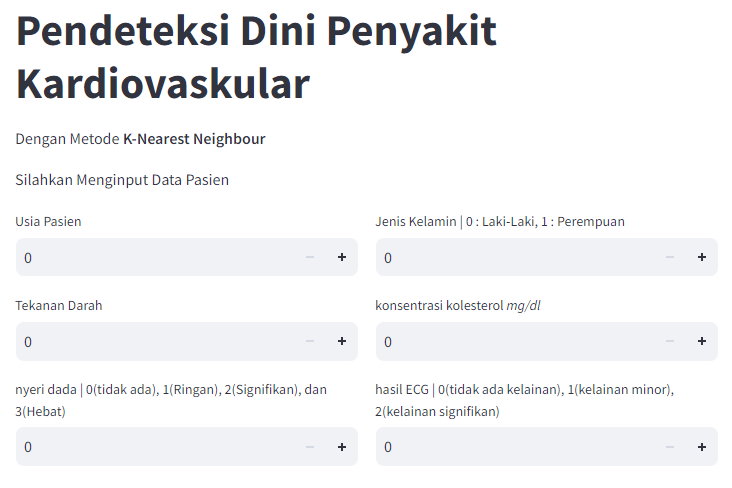 Pendeteksi Dini Penyakit
Kardiovaskular
Dengan Metode K-Nearest Neighbour
Silahkan Menginput Data Pasien
Usia Pasien
0
Jenis Kelamin | 0 : Laki-Laki, 1 : Perempuan
0
Tekanan Darah
0
konsentrasi kolesterol mg/dl
0
nyeri dada | 0(tidak ada), 1(Ringan), 2(Signifikan), dan
3(Hebat)
0
hasil ECG | 0(tidak ada kelainan), 1(kelainan minor),
2(kelainan signifikan)
0